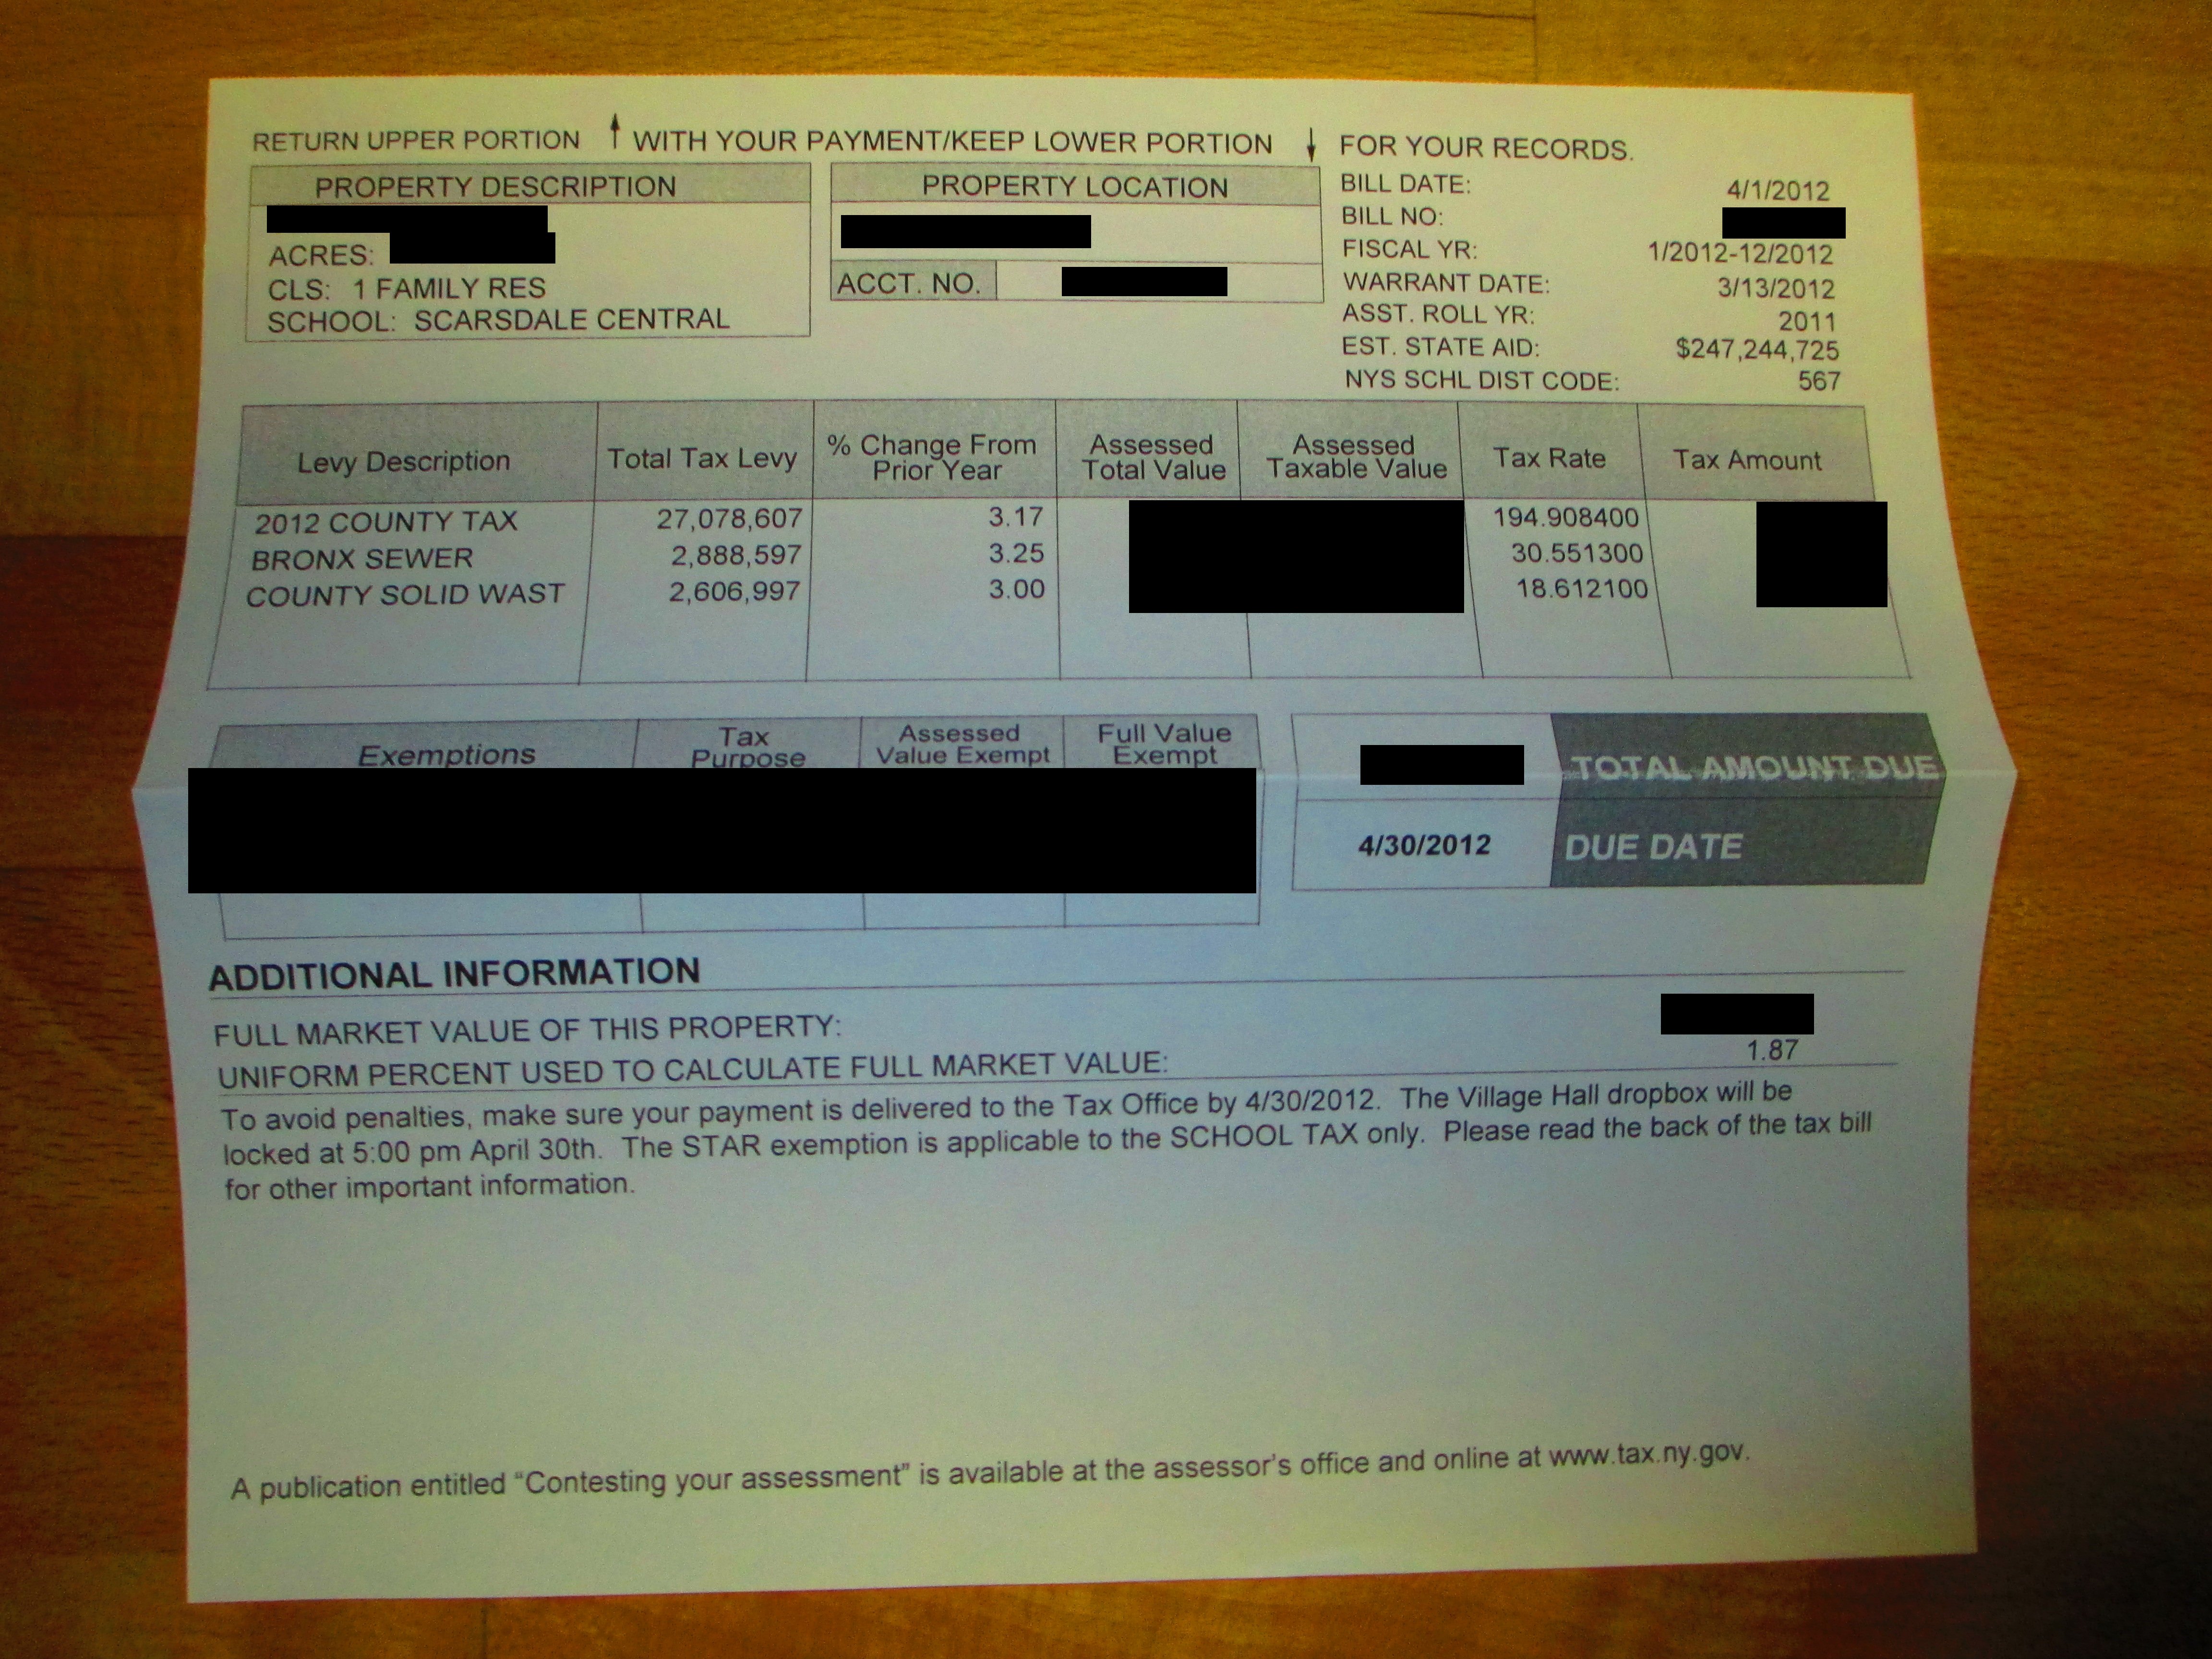 RETURN UPPER PORTION ↑ WITH YOUR PAYMENT/KEEP LOWER PORTION ↓ FOR YOUR RECORDS.
PROPERTY DESCRIPTION
ACRES:
CLS: 1 FAMILY RES
SCHOOL: SCARSDALE CENTRAL
PROPERTY LOCATION
ACCT. NO.
BILL DATE: 4/1/2012
BILL NO:
FISCAL YR: 1/2012-12/2012
WARRANT DATE: 3/13/2012
ASST. ROLL YR: 2011
EST. STATE AID: $247,244,725
NYS SCHL DIST CODE: 567
Levy Description Total Tax Levy % Change From Prior Year Assessed Total Value Assessed Taxable Value Tax Rate Tax Amount
2012 COUNTY TAX 27,078,607 3.17 194.908400
BRONX SEWER 2,888,597 3.25 30.551300
COUNTY SOLID WAST 2,606,997 3.00 18.612100
Exemptions Tax Purpose Assessed Value Exempt Full Value Exempt
TOTAL AMOUNT DUE
4/30/2012 DUE DATE
ADDITIONAL INFORMATION
FULL MARKET VALUE OF THIS PROPERTY:
UNIFORM PERCENT USED TO CALCULATE FULL MARKET VALUE: 1.87
To avoid penalties, make sure your payment is delivered to the Tax Office by 4/30/2012. The Village Hall dropbox will be
locked at 5:00 pm April 30th. The STAR exemption is applicable to the SCHOOL TAX only. Please read the back of the tax bill
for other important information.
A publication entitled “Contesting your assessment” is available at the assessor’s office and online at www.tax.ny.gov.